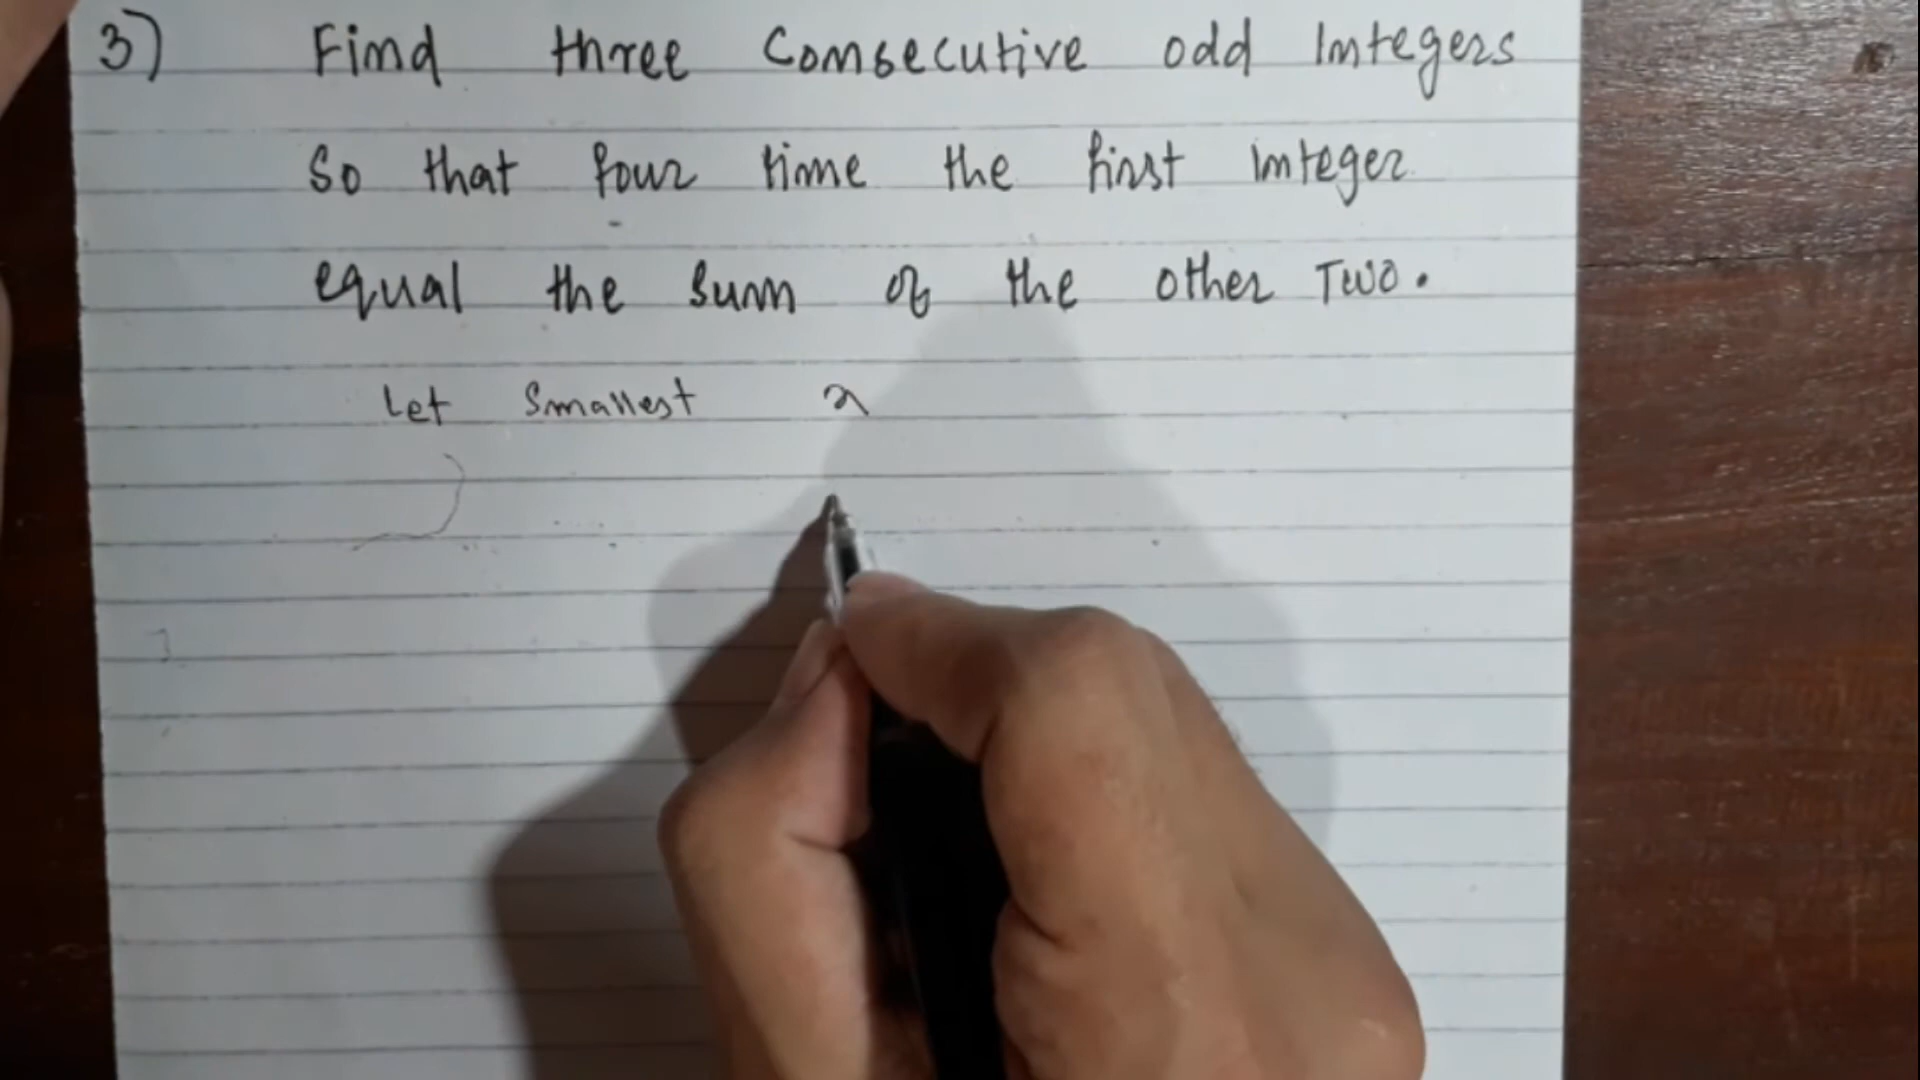 3) Find three Consecutive odd Integers
So that four time the first integer
equal the sum of the other Two.
Let Smallest x